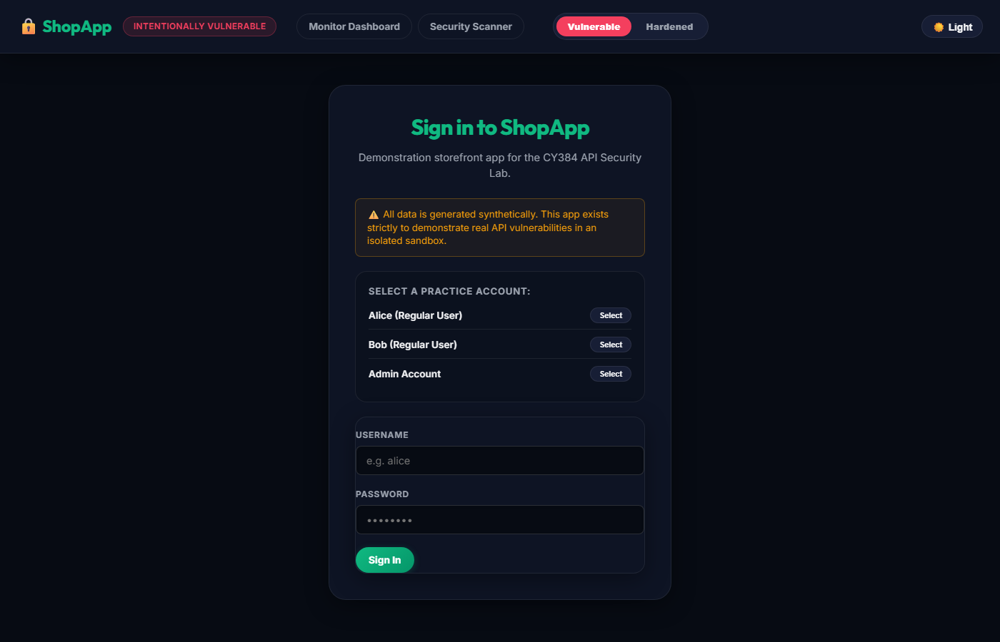 ShopApp
INTENTIONALLY VULNERABLE
Monitor Dashboard
Security Scanner
Vulnerable
Hardened
Light
Sign in to ShopApp
Demonstration storefront app for the CY384 API Security
Lab.
All data is generated synthetically. This app exists
strictly to demonstrate real API vulnerabilities in an
isolated sandbox.
SELECT A PRACTICE ACCOUNT:
Alice (Regular User)
Select
Bob (Regular User)
Select
Admin Account
Select
USERNAME
e.g. alice
PASSWORD
••••••••
Sign In